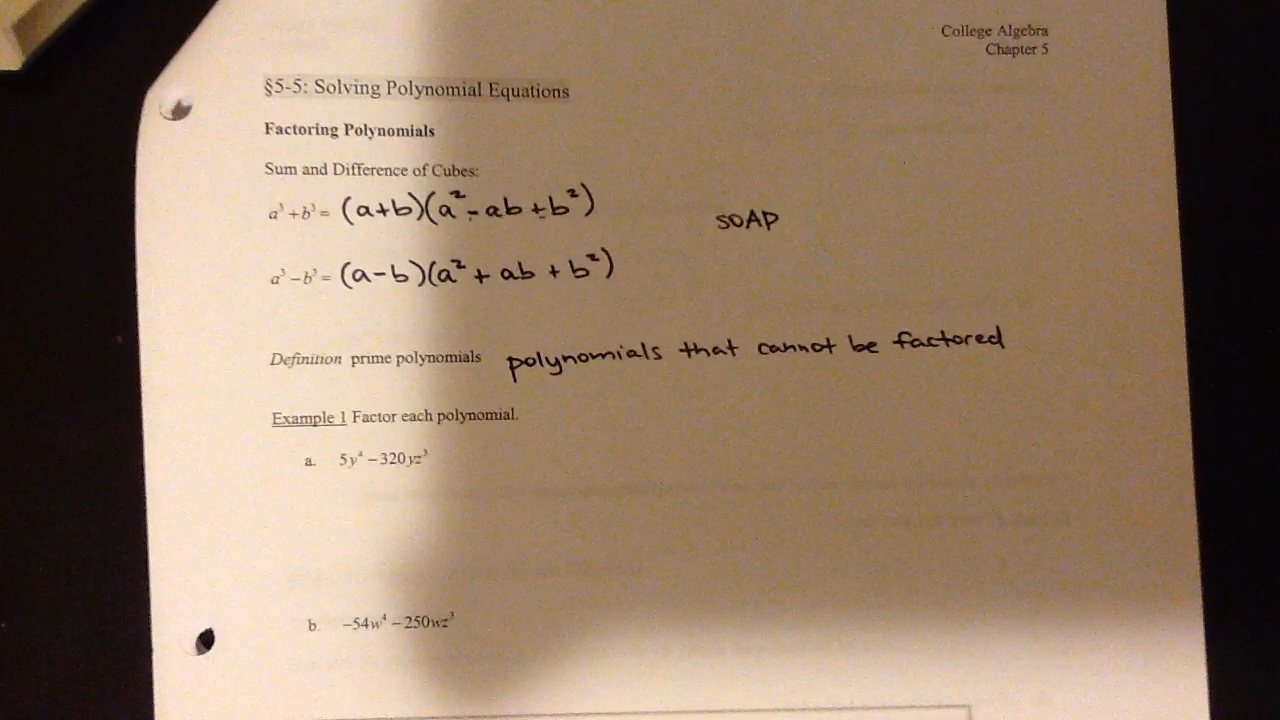 College Algebra
Chapter 5
§5-5: Solving Polynomial Equations
Factoring Polynomials
Sum and Difference of Cubes:
a³ + b³ = (a+b)(a² - ab + b²)
SOAP
a³ − b³ = (a-b)(a² + ab + b²)
Definition prime polynomials polynomials that cannot be factored
Example 1 Factor each polynomial.
a. 5y⁴ − 320yz³
b. −54w⁴ − 250wz³